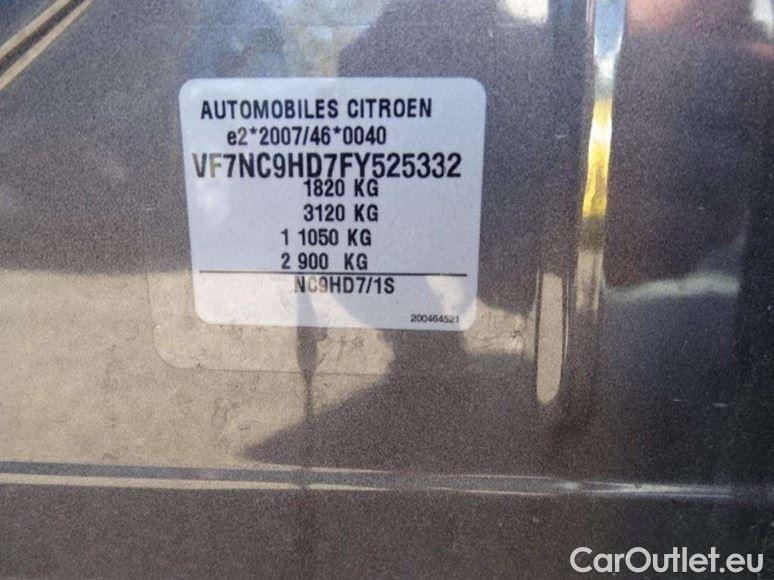 AUTOMOBILES CITROEN
e2*2007/46*0040
VF7NC9HD7FY525332
1820 KG
3120 KG
1 1050 KG
2 900 KG
NC9HD7/1S
200464521
CarOutlet.eu